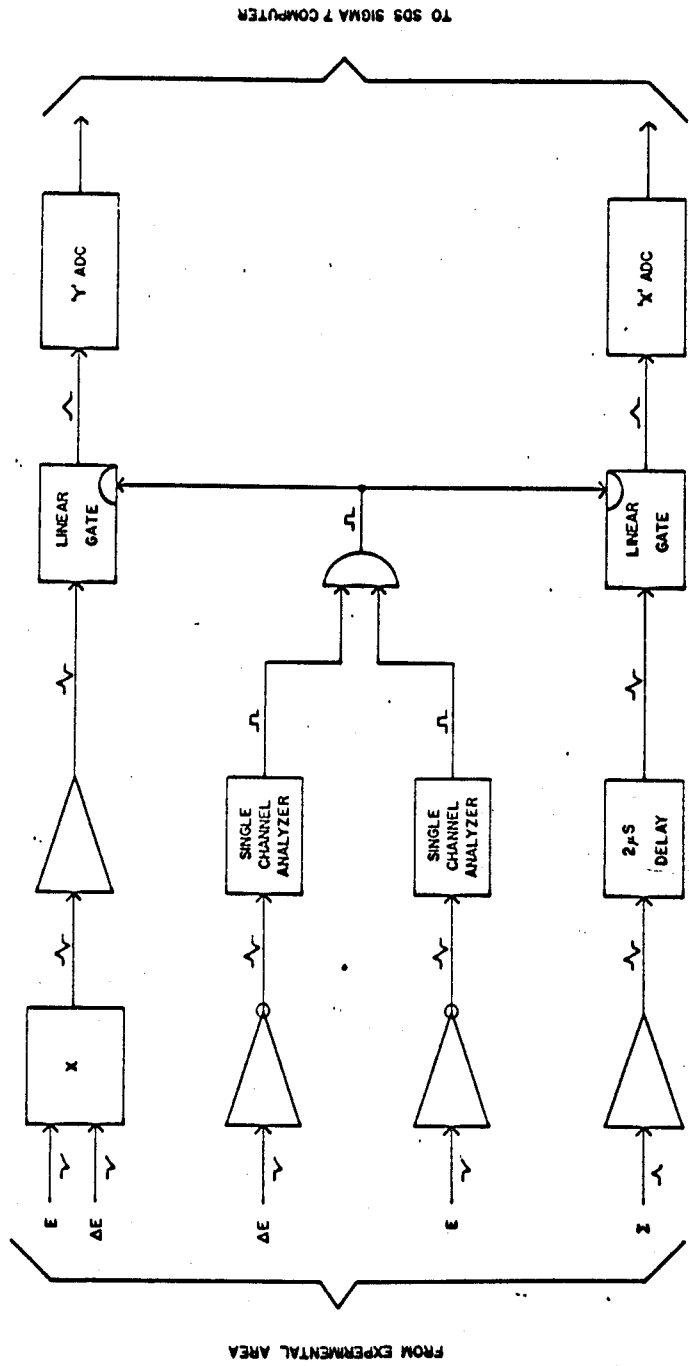 TO SDS SIGMA 7 COMPUTER
'Y' ADC
'X' ADC
LINEAR
GATE
LINEAR
GATE
SINGLE
CHANNEL
ANALYZER
SINGLE
CHANNEL
ANALYZER
2μS
DELAY
X
E
ΔE
ΔE
E
Σ
FROM EXPERIMENTAL AREA